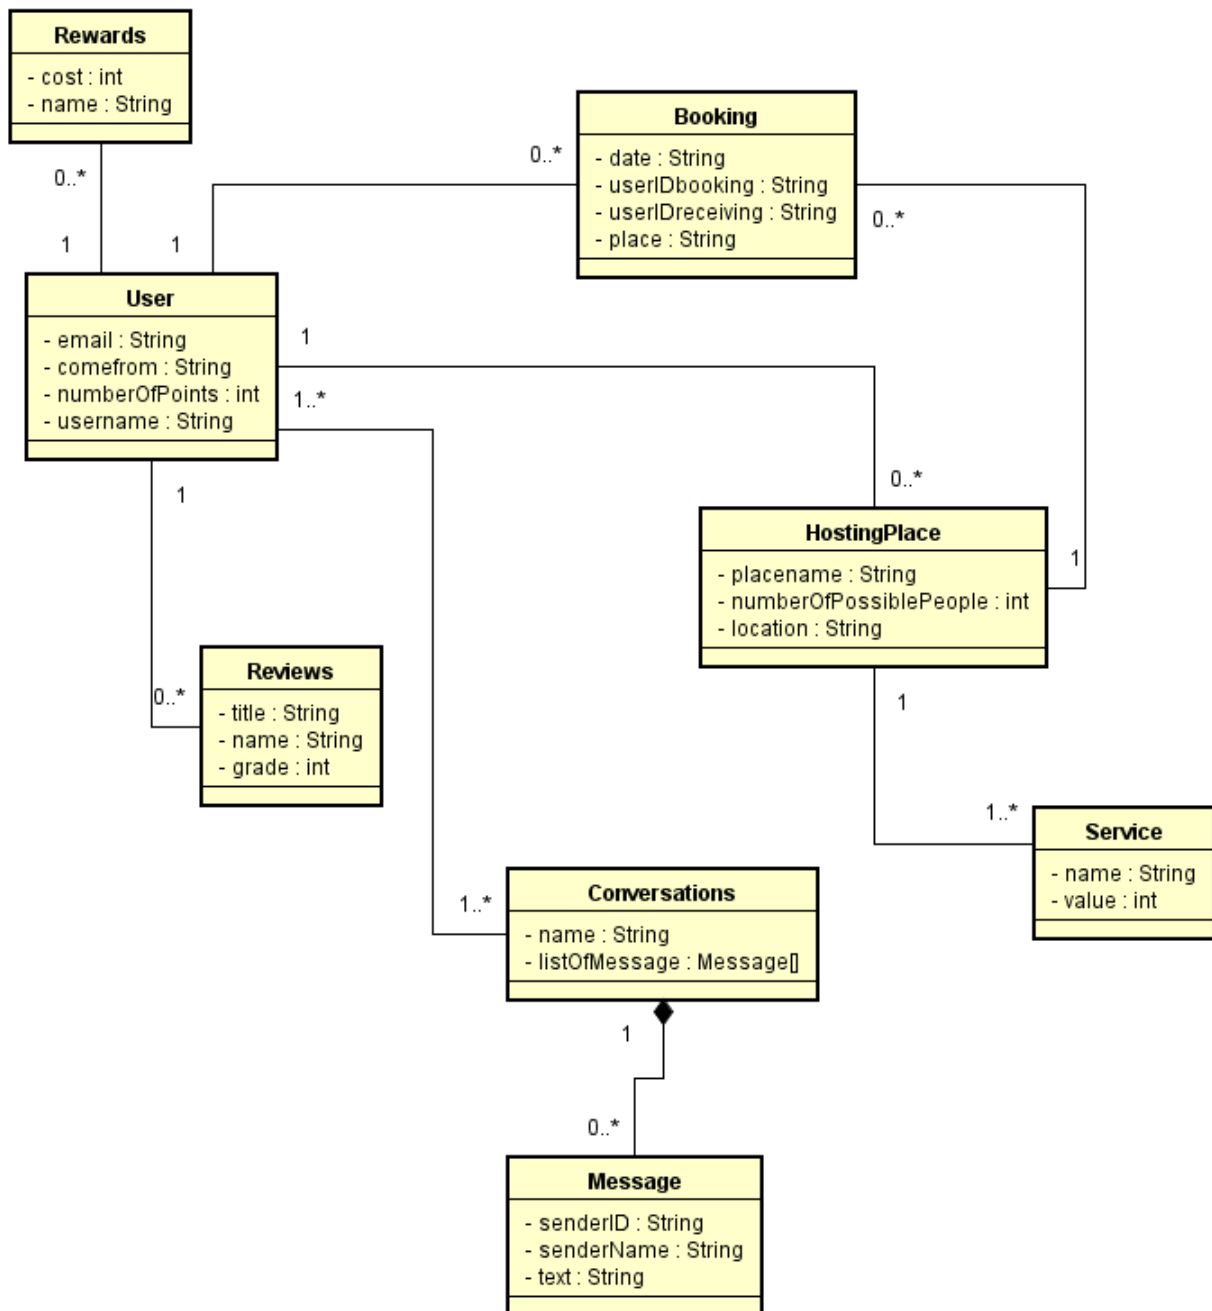 Rewards
- cost : int
- name : String
0..*
1
Booking
- date : String
- userIDbooking : String
- userIDreceiving : String
- place : String
0..*
0..*
1
User
- email : String
- comefrom : String
- numberOfPoints : int
- username : String
1
1..*
1
0..*
HostingPlace
- placename : String
- numberOfPossiblePeople : int
- location : String
1
1
Reviews
- title : String
- name : String
- grade : int
0..*
1..*
Service
- name : String
- value : int
Conversations
- name : String
- listOfMessage : Message[]
1..*
1
0..*
Message
- senderID : String
- senderName : String
- text : String